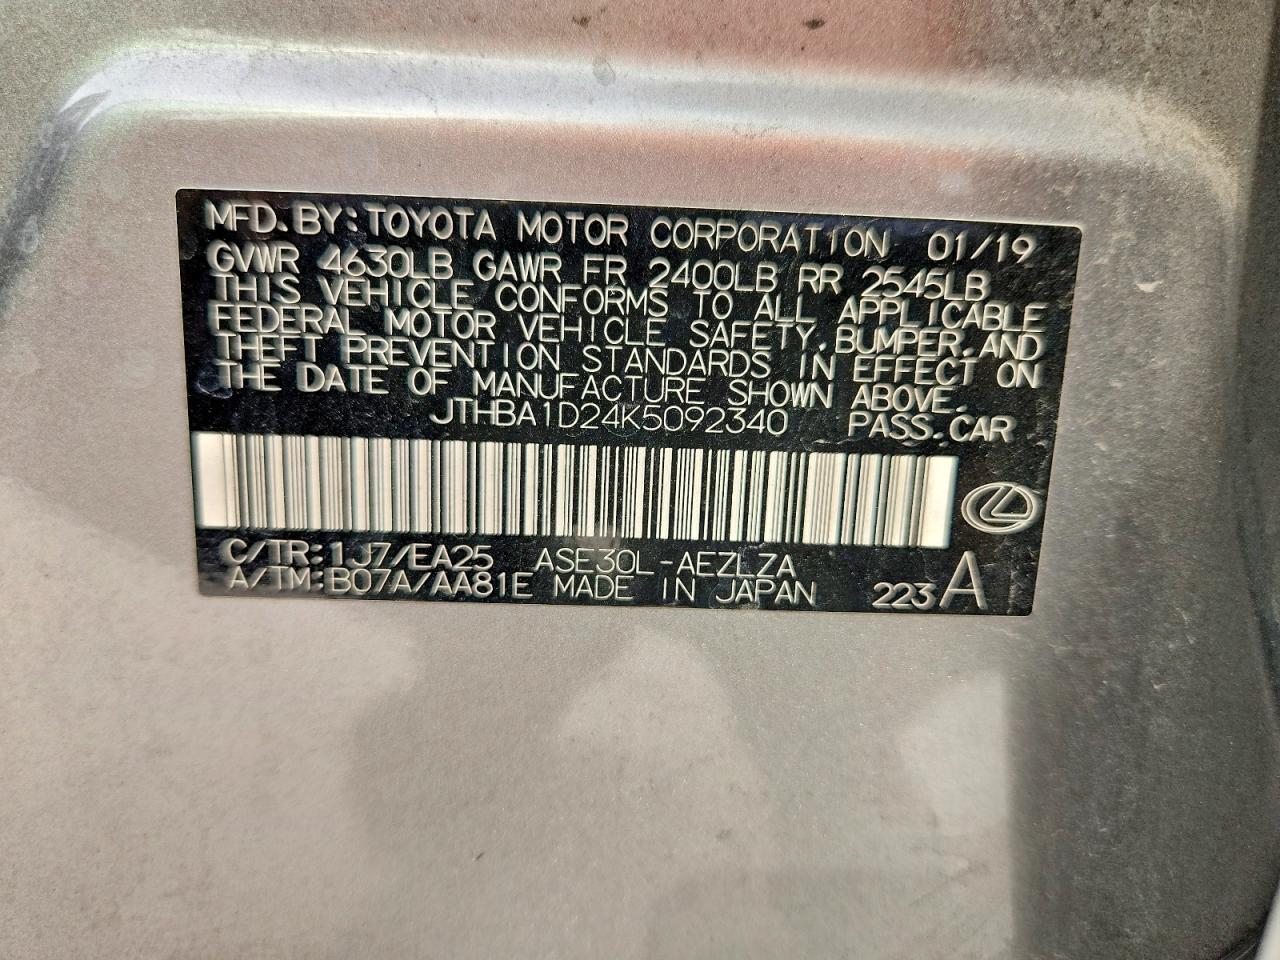 MFD. BY: TOYOTA MOTOR CORPORATION 01/19
GVWR 4630LB GAWR FR 2400LB RR 2545LB
THIS VEHICLE CONFORMS TO ALL APPLICABLE
FEDERAL MOTOR VEHICLE SAFETY, BUMPER, AND
THEFT PREVENTION STANDARDS IN EFFECT ON
THE DATE OF MANUFACTURE SHOWN ABOVE.
JTHBA1D24K5092340 PASS. CAR
C/TR: 1J7/EA25 ASE30L-AEZLZA
A/TM: B07A/AA81E MADE IN JAPAN 223 A